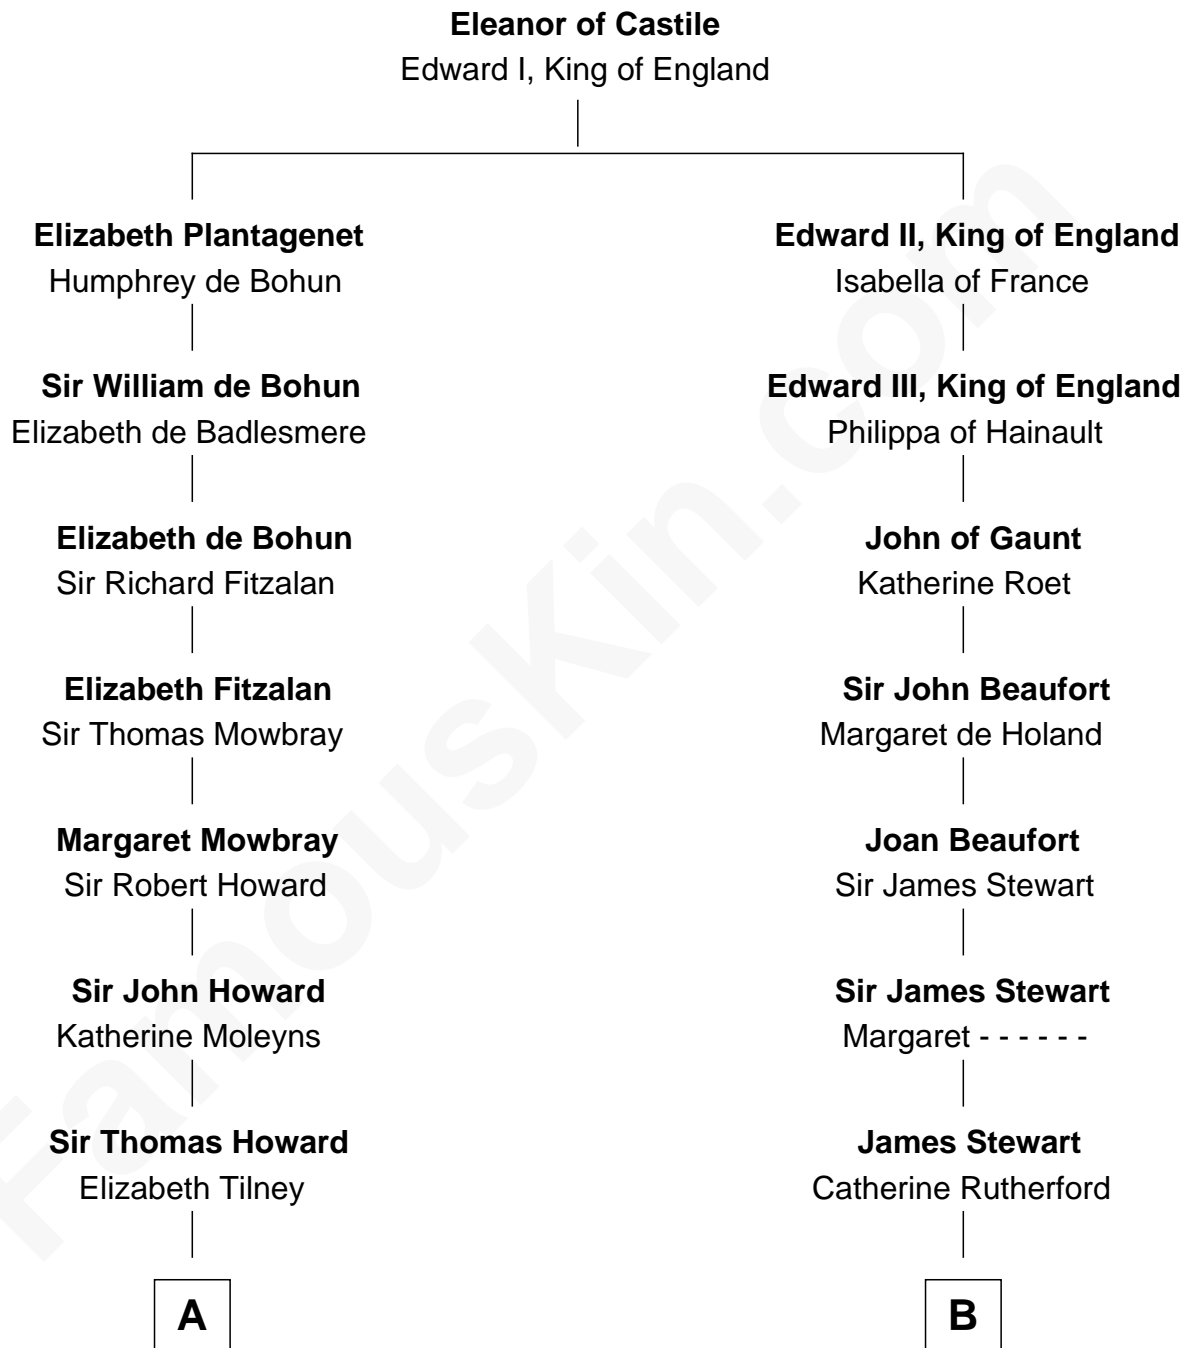 Eleanor of Castile
Edward I, King of England
Elizabeth Plantagenet
Humphrey de Bohun
Edward II, King of England
Isabella of France
Sir William de Bohun
Elizabeth de Badlesmere
Edward III, King of England
Philippa of Hainault
Elizabeth de Bohun
Sir Richard Fitzalan
John of Gaunt
Katherine Roet
Elizabeth Fitzalan
Sir Thomas Mowbray
Sir John Beaufort
Margaret de Holand
Margaret Mowbray
Sir Robert Howard
Joan Beaufort
Sir James Stewart
Sir John Howard
Katherine Moleyns
Sir James Stewart
Margaret - - - - - -
Sir Thomas Howard
Elizabeth Tilney
James Stewart
Catherine Rutherford
A
B
FamousKin.com